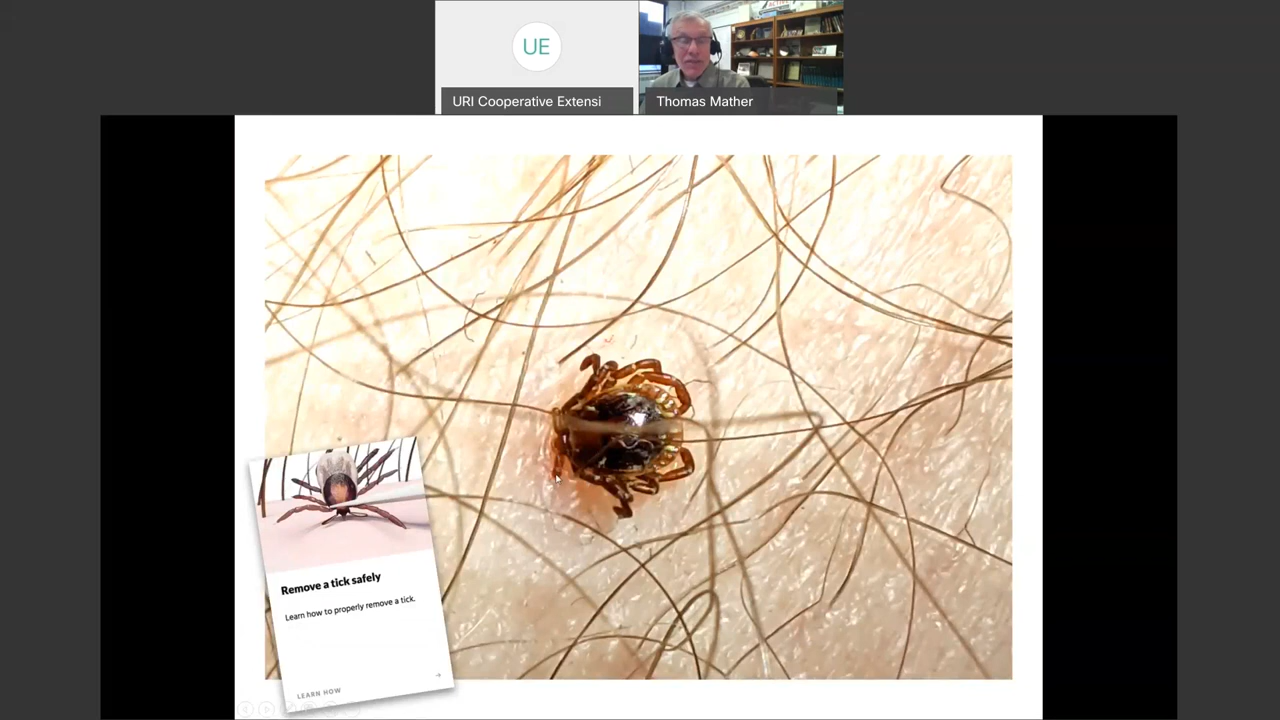 UE
URI Cooperative Extensi
Thomas Mather
Remove a tick safely
Learn how to properly remove a tick.
LEARN HOW